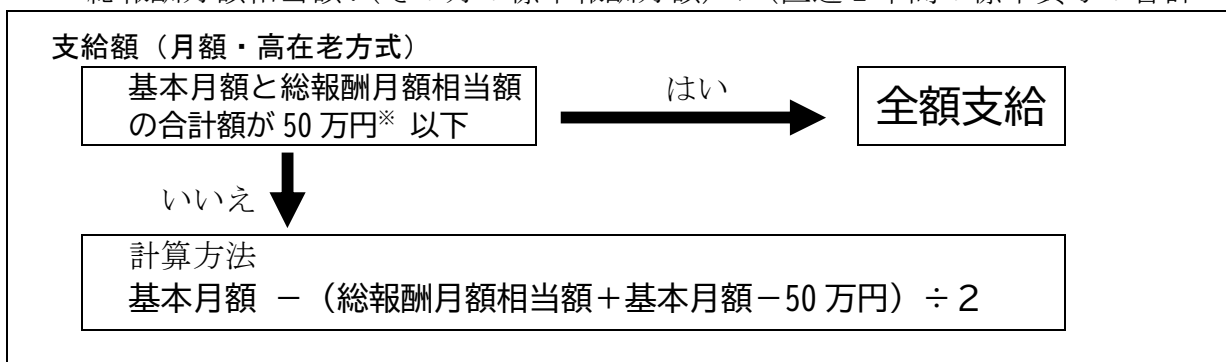 支給額（月額・高在老方式）
基本月額と総報酬月額相当額
の合計額が 50 万円※ 以下
はい
全額支給
いいえ
計算方法
基本月額 － （総報酬月額相当額＋基本月額－50 万円）÷２